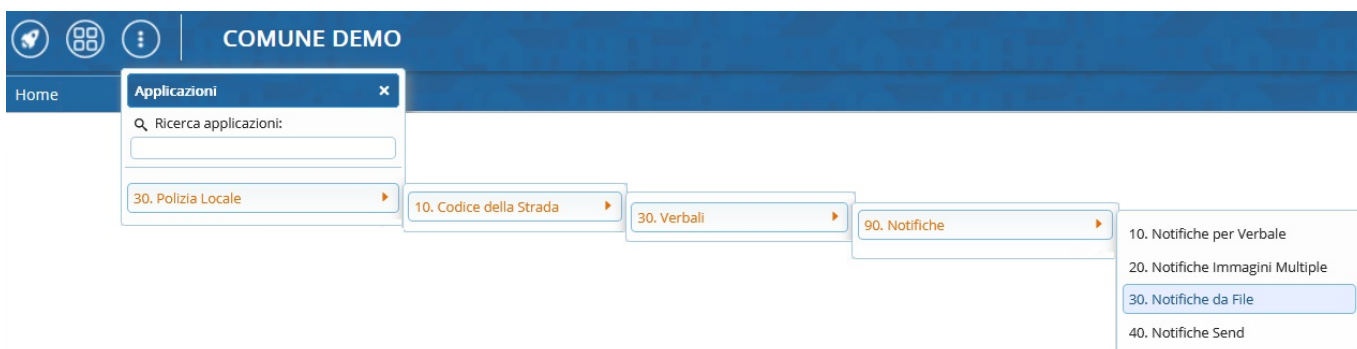 COMUNE DEMO
Home
Applicazioni ×
Ricerca applicazioni:
30. Polizia Locale
10. Codice della Strada
30. Verbali
90. Notifiche
10. Notifiche per Verbale
20. Notifiche Immagini Multiple
30. Notifiche da File
40. Notifiche Send